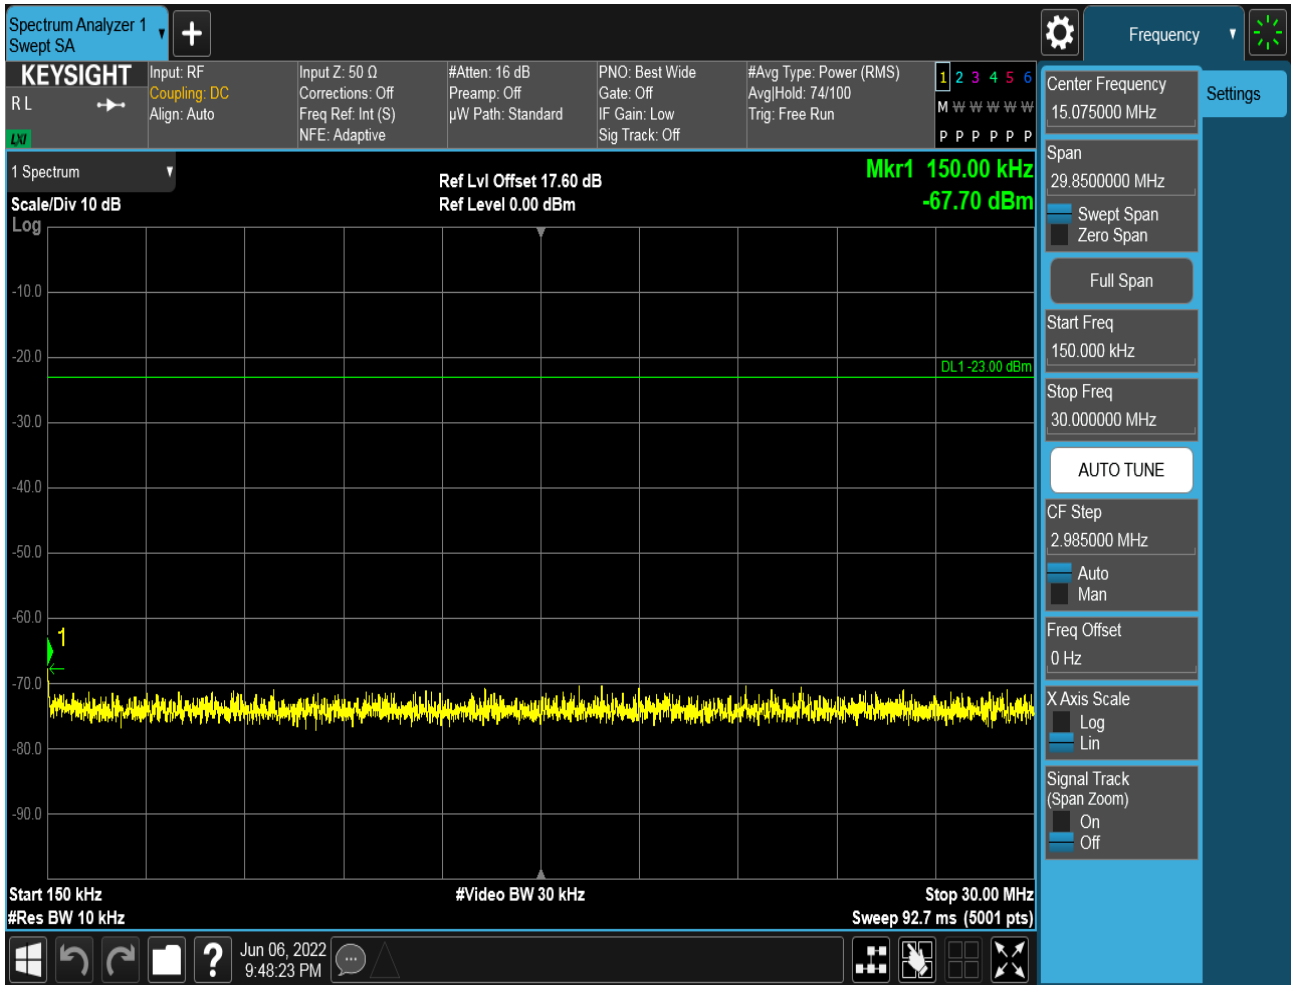 Spectrum Analyzer 1
Swept SA
Frequency
KEYSIGHT
R L
LXI
Input: RF
Coupling: DC
Align: Auto
Input Z: 50 Ω
Corrections: Off
Freq Ref: Int (S)
NFE: Adaptive
#Atten: 16 dB
Preamp: Off
µW Path: Standard
PNO: Best Wide
Gate: Off
IF Gain: Low
Sig Track: Off
#Avg Type: Power (RMS)
Avg|Hold: 74/100
Trig: Free Run
1 2 3 4 5 6
M W W W W W
P P P P P P
1 Spectrum
Scale/Div 10 dB
Log
Ref Lvl Offset 17.60 dB
Ref Level 0.00 dBm
Mkr1 150.00 kHz
-67.70 dBm
-10.0
-20.0
DL1 -23.00 dBm
-30.0
-40.0
-50.0
-60.0
1
-70.0
-80.0
-90.0
Start 150 kHz
#Video BW 30 kHz
Stop 30.00 MHz
#Res BW 10 kHz
Sweep 92.7 ms (5001 pts)
Jun 06, 2022
9:48:23 PM
Center Frequency
15.075000 MHz
Settings
Span
29.8500000 MHz
Swept Span
Zero Span
Full Span
Start Freq
150.000 kHz
Stop Freq
30.000000 MHz
AUTO TUNE
CF Step
2.985000 MHz
Auto
Man
Freq Offset
0 Hz
X Axis Scale
Log
Lin
Signal Track
(Span Zoom)
On
Off